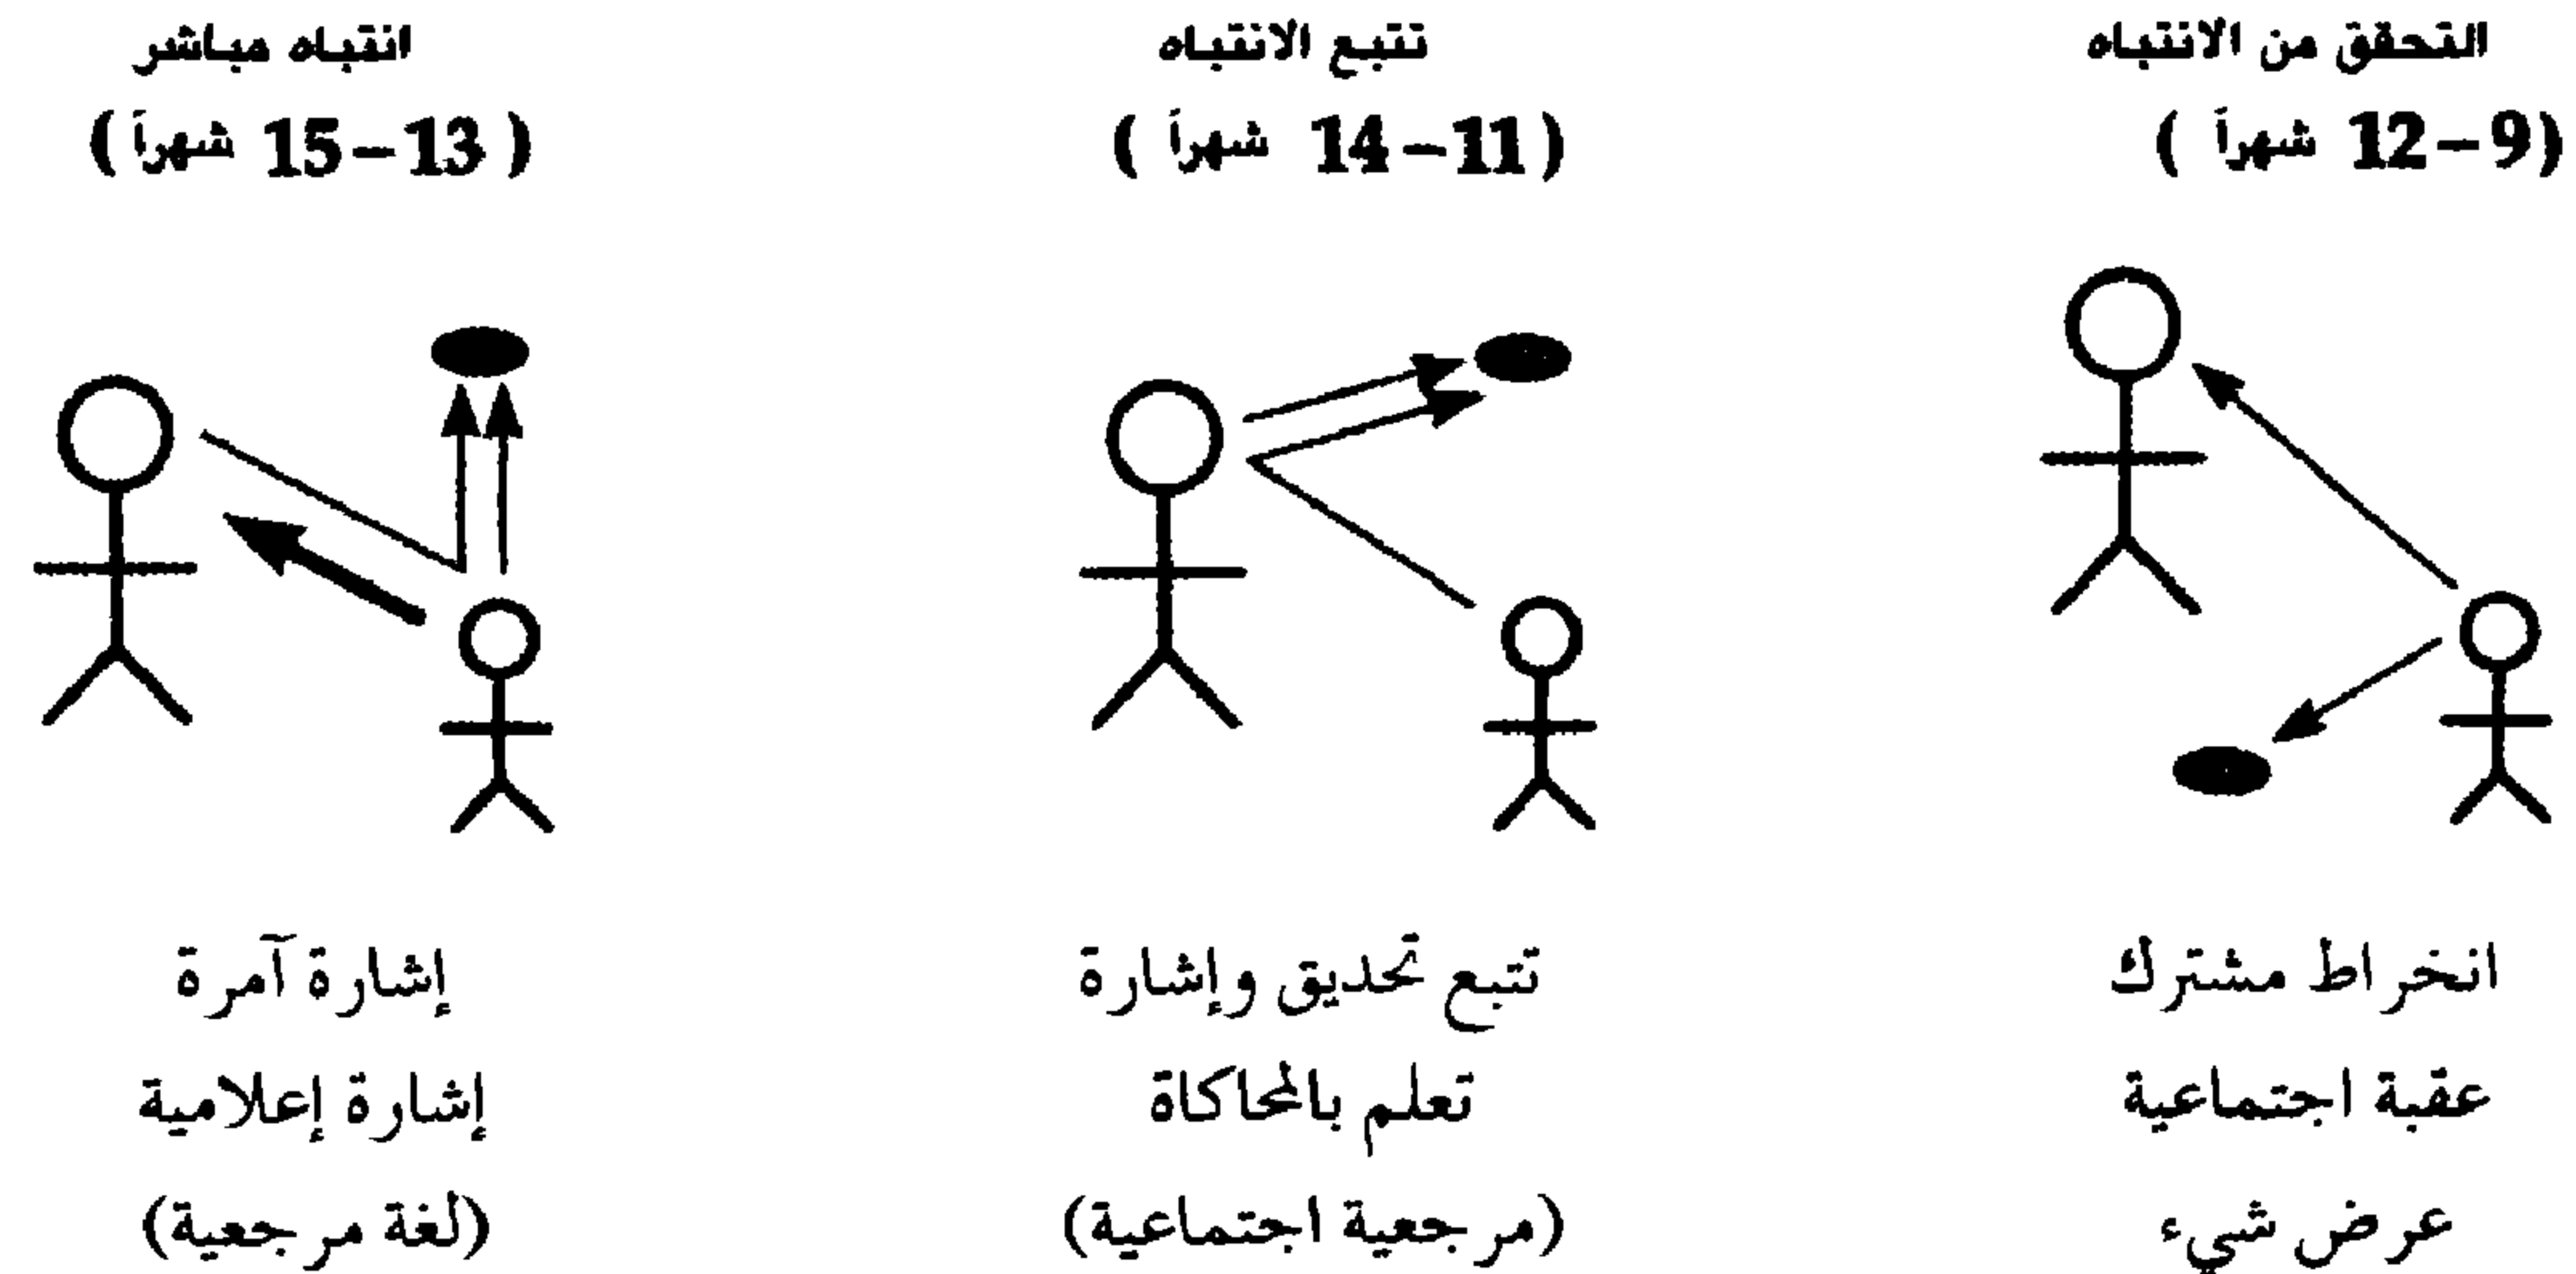 التحقق من الانتباه
(9–12 شهراً )
انخراط مشترك
عقبة اجتماعية
عرض شيء
تتبع الانتباه
(11–14 شهراً )
تتبع تحديق وإشارة
تعلم بالمحاكاة
(مرجعية اجتماعية)
انتباه مباشر
( 13–15 شهراً )
إشارة آمرة
إشارة إعلامية
(لغة مرجعية)